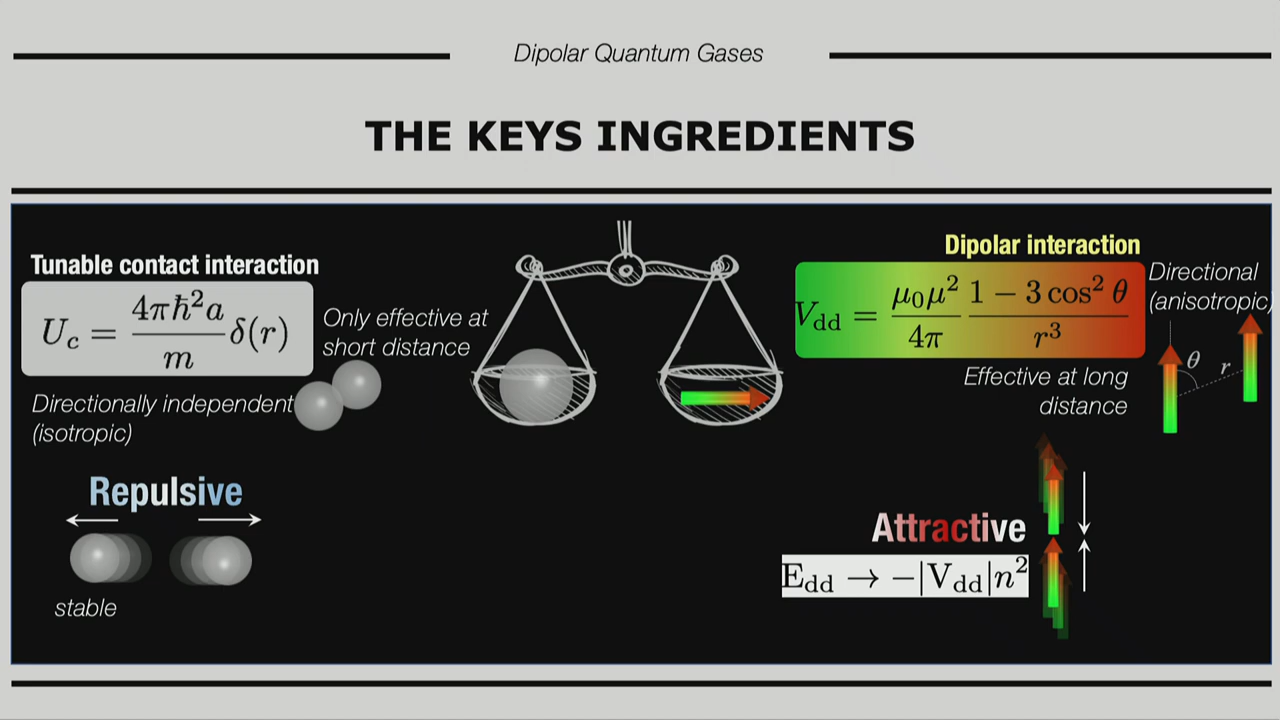 Dipolar Quantum Gases
THE KEYS INGREDIENTS
Tunable contact interaction
U_c = 4πħ²a / m δ(r)
Only effective at
short distance
Directionally independent
(isotropic)
Repulsive
stable
Dipolar interaction
V_dd = μ₀μ² / 4π 1 − 3 cos² θ / r³
Directional
(anisotropic)
Effective at long
distance
θ
r
Attractive
E_dd → −|V_dd|n²